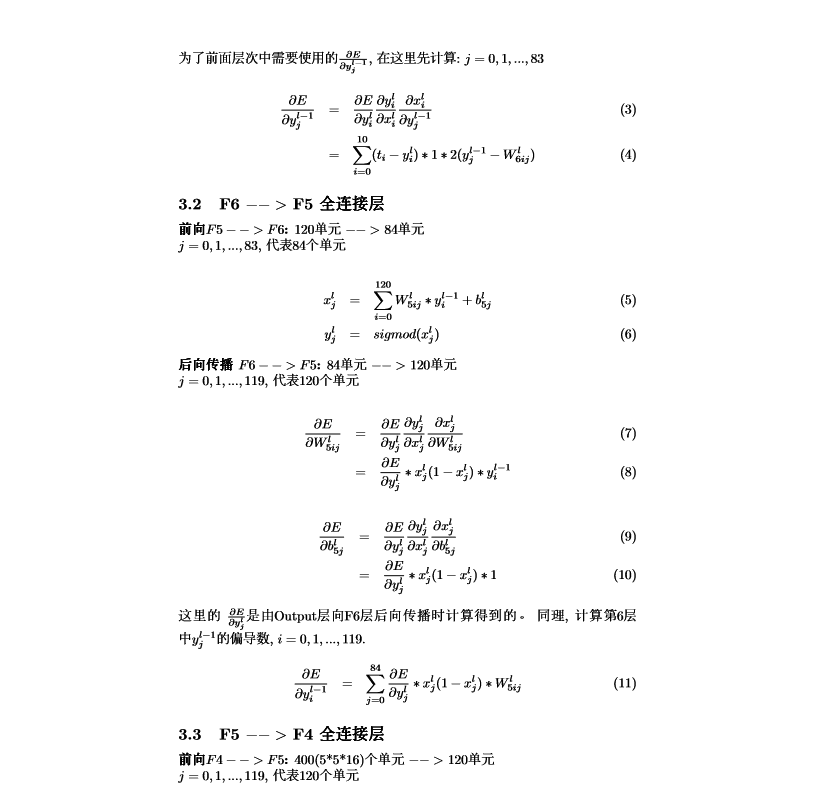 为了前面层次中需要使用的 $\frac{\partial E}{\partial y_j^{l-1}}$, 在这里先计算: $j = 0, 1, ..., 83$
$\frac{\partial E}{\partial y_j^{l-1}} = \frac{\partial E}{\partial y_i^l} \frac{\partial y_i^l}{\partial x_i^l} \frac{\partial x_i^l}{\partial y_j^{l-1}}$ (3)
$= \sum_{i=0}^{10} (t_i - y_i^l) * 1 * 2(y_j^{l-1} - W_{6ij}^l)$ (4)
3.2 F6 −− > F5 全连接层
前向$F5 − − > F6$: 120单元 −− > 84单元
$j = 0, 1, ..., 83$, 代表84个单元
$x_j^l = \sum_{i=0}^{120} W_{5ij}^l * y_i^{l-1} + b_{5j}^l$ (5)
$y_j^l = sigmod(x_j^l)$ (6)
后向传播 $F6 − − > F5$: 84单元 −− > 120单元
$j = 0, 1, ..., 119$, 代表120个单元
$\frac{\partial E}{\partial W_{5ij}^l} = \frac{\partial E}{\partial y_j^l} \frac{\partial y_j^l}{\partial x_j^l} \frac{\partial x_j^l}{\partial W_{5ij}^l}$ (7)
$= \frac{\partial E}{\partial y_j^l} * x_j^l(1 - x_j^l) * y_i^{l-1}$ (8)
$\frac{\partial E}{\partial b_{5j}^l} = \frac{\partial E}{\partial y_j^l} \frac{\partial y_j^l}{\partial x_j^l} \frac{\partial x_j^l}{\partial b_{5j}^l}$ (9)
$= \frac{\partial E}{\partial y_j^l} * x_j^l(1 - x_j^l) * 1$ (10)
这里的 $\frac{\partial E}{\partial y_j^l}$是由Output层向F6层后向传播时计算得到的。 同理, 计算第6层
中$y_j^{l-1}$的偏导数, $i = 0, 1, ..., 119$.
$\frac{\partial E}{\partial y_i^{l-1}} = \sum_{j=0}^{84} \frac{\partial E}{\partial y_j^l} * x_j^l(1 - x_j^l) * W_{5ij}^l$ (11)
3.3 F5 −− > F4 全连接层
前向$F4 − − > F5$: 400(5*5*16)个单元 −− > 120单元
$j = 0, 1, ..., 119$, 代表120个单元